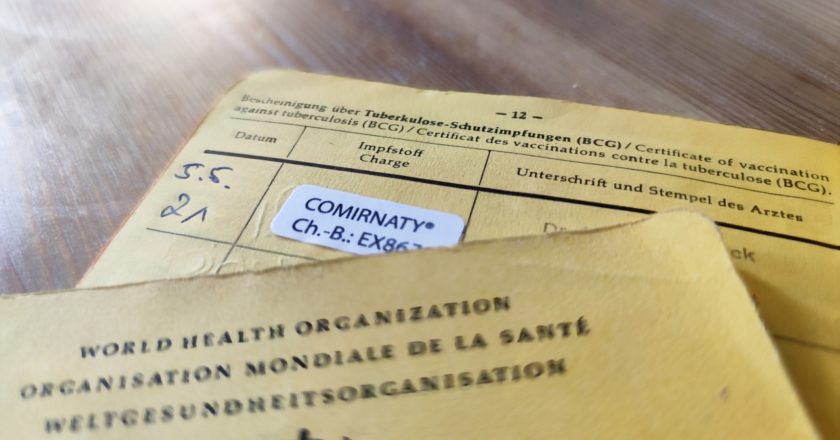 — 12 —
Bescheinigung über Tuberkulose-Schutzimpfungen (BCG) / Certificate of vaccination
against tuberculosis (BCG) / Certificat des vaccinations contre la tuberculose (BCG).
Datum
Impfstoff
Charge
Unterschrift und Stempel des Arztes
5.5.
21
COMIRNATY®
Ch.-B.: EX86
WORLD HEALTH ORGANIZATION
ORGANISATION MONDIALE DE LA SANTÉ
WELTGESUNDHEITSORGANISATION